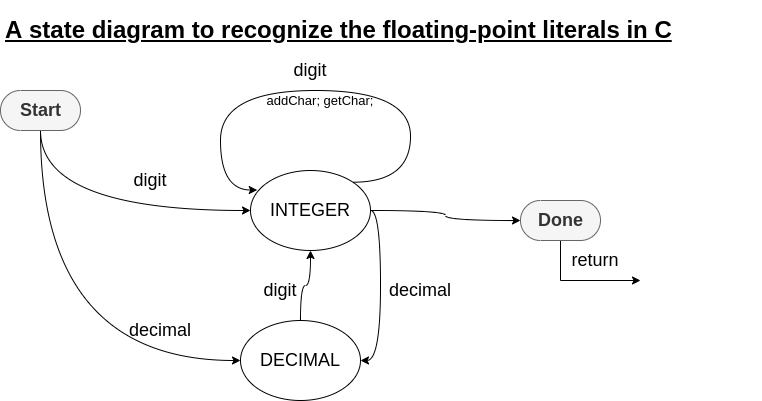 A state diagram to recognize the floating-point literals in C
digit
addChar; getChar;
Start
digit
INTEGER
Done
return
digit
decimal
decimal
DECIMAL